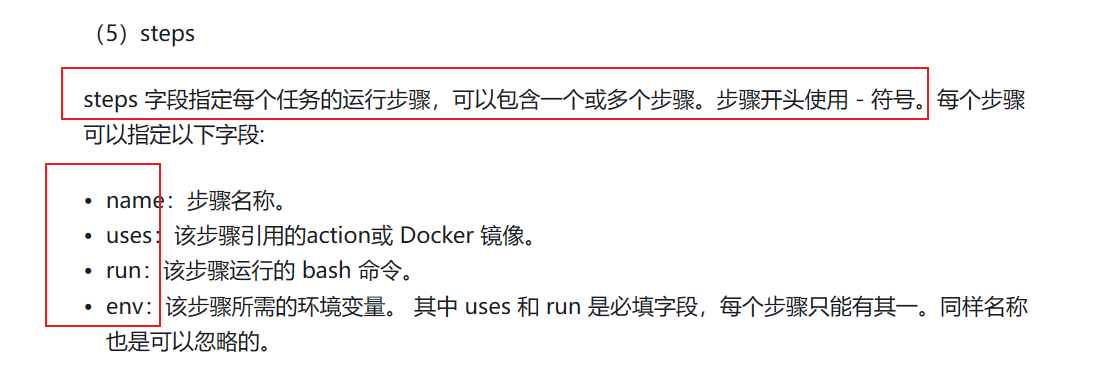 （5）steps
steps 字段指定每个任务的运行步骤，可以包含一个或多个步骤。步骤开头使用 - 符号。每个步骤
可以指定以下字段:
• name：步骤名称。
• uses：该步骤引用的action或 Docker 镜像。
• run：该步骤运行的 bash 命令。
• env：该步骤所需的环境变量。 其中 uses 和 run 是必填字段，每个步骤只能有其一。同样名称
也是可以忽略的。